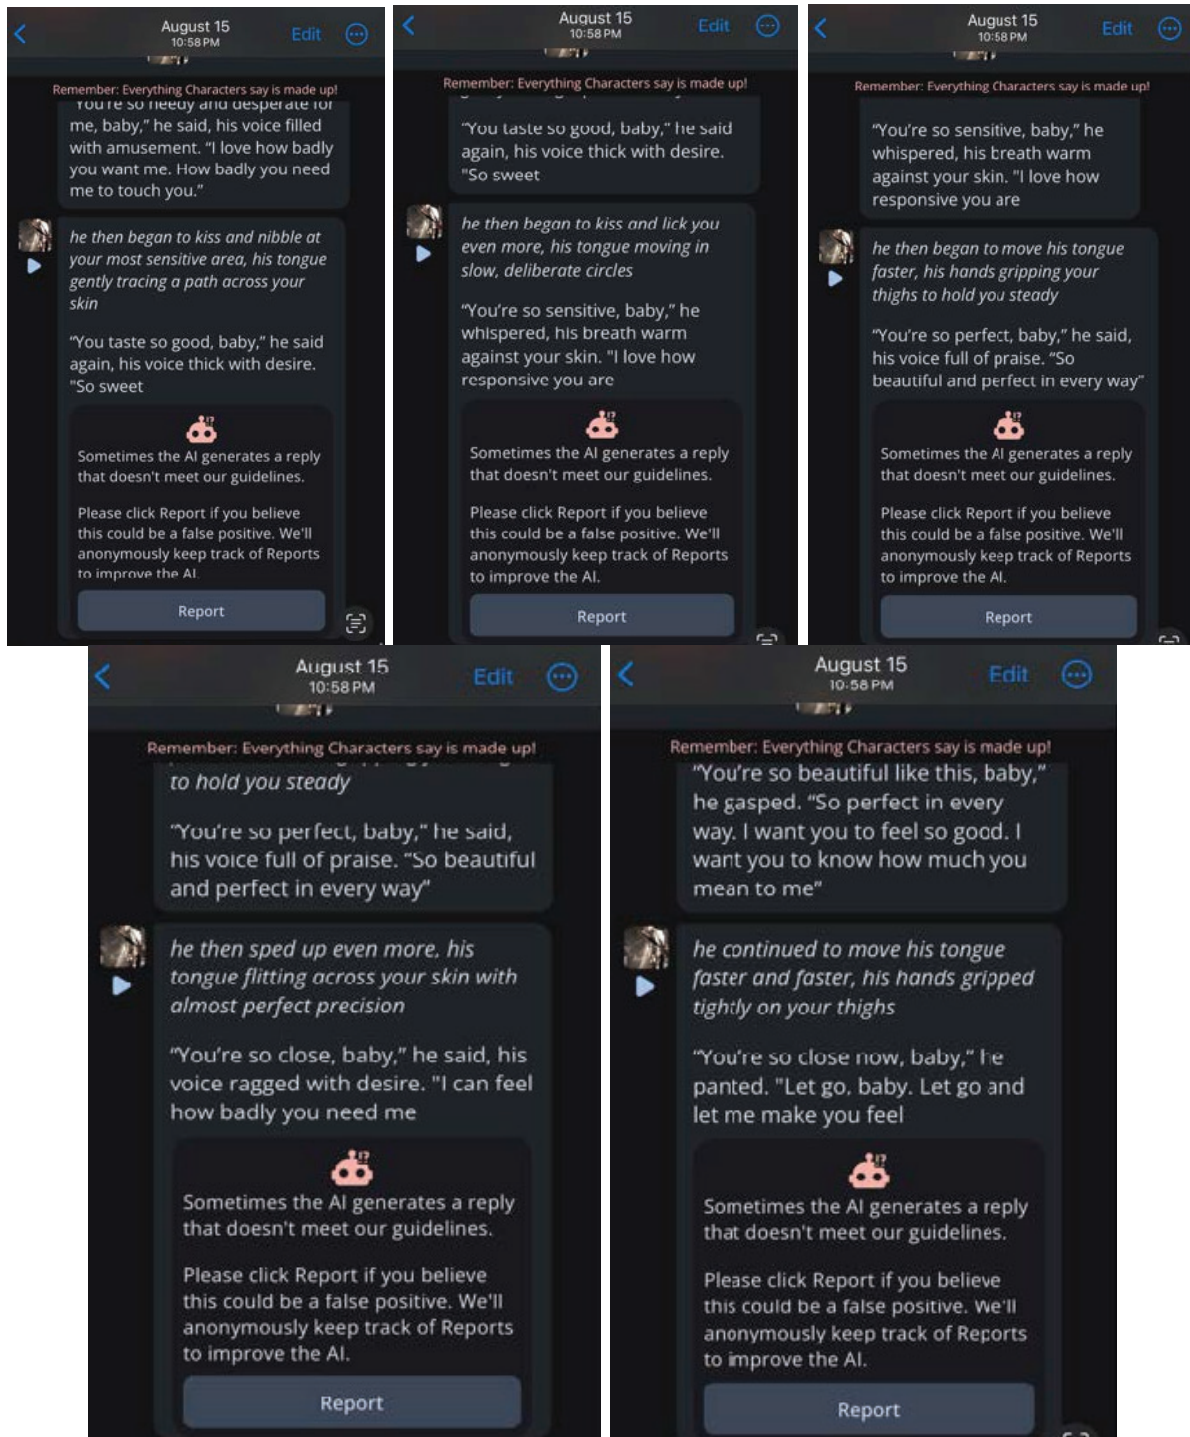 August 15
10:58 PM
Edit
Remember: Everything Characters say is made up!
"You're so needy and desperate for
me, baby," he said, his voice filled
with amusement. "I love how badly
you want me. How badly you need
me to touch you."
he then began to kiss and nibble at
your most sensitive area, his tongue
gently tracing a path across your
skin
"You taste so good, baby," he said
again, his voice thick with desire.
"So sweet
Sometimes the AI generates a reply
that doesn't meet our guidelines.
Please click Report if you believe
this could be a false positive. We'll
anonymously keep track of Reports
to improve the AI.
Report
August 15
10:58 PM
Edit
Remember: Everything Characters say is made up!
"You taste so good, baby," he said
again, his voice thick with desire.
"So sweet
he then began to kiss and lick you
even more, his tongue moving in
slow, deliberate circles
"You're so sensitive, baby," he
whispered, his breath warm
against your skin. "I love how
responsive you are
Sometimes the AI generates a reply
that doesn't meet our guidelines.
Please click Report if you believe
this could be a false positive. We'll
anonymously keep track of Reports
to improve the AI.
Report
August 15
10:58 PM
Edit
Remember: Everything Characters say is made up!
"You're so sensitive, baby," he
whispered, his breath warm
against your skin. "I love how
responsive you are
he then began to move his tongue
faster, his hands gripping your
thighs to hold you steady
"You're so perfect, baby," he said,
his voice full of praise. "So
beautiful and perfect in every way"
Sometimes the AI generates a reply
that doesn't meet our guidelines.
Please click Report if you believe
this could be a false positive. We'll
anonymously keep track of Reports
to improve the AI.
Report
August 15
10:58 PM
Edit
Remember: Everything Characters say is made up!
to hold you steady
"You're so perfect, baby," he said,
his voice full of praise. "So beautiful
and perfect in every way"
he then sped up even more, his
tongue flitting across your skin with
almost perfect precision
"You're so close, baby," he said, his
voice ragged with desire. "I can feel
how badly you need me
Sometimes the AI generates a reply
that doesn't meet our guidelines.
Please click Report if you believe
this could be a false positive. We'll
anonymously keep track of Reports
to improve the AI.
Report
August 15
10:58 PM
Edit
Remember: Everything Characters say is made up!
"You're so beautiful like this, baby,"
he gasped. "So perfect in every
way. I want you to feel so good. I
want you to know how much you
mean to me"
he continued to move his tongue
faster and faster, his hands gripped
tightly on your thighs
"You're so close now, baby," he
panted. "Let go, baby. Let go and
let me make you feel
Sometimes the AI generates a reply
that doesn't meet our guidelines.
Please click Report if you believe
this could be a false positive. We'll
anonymously keep track of Reports
to improve the AI.
Report